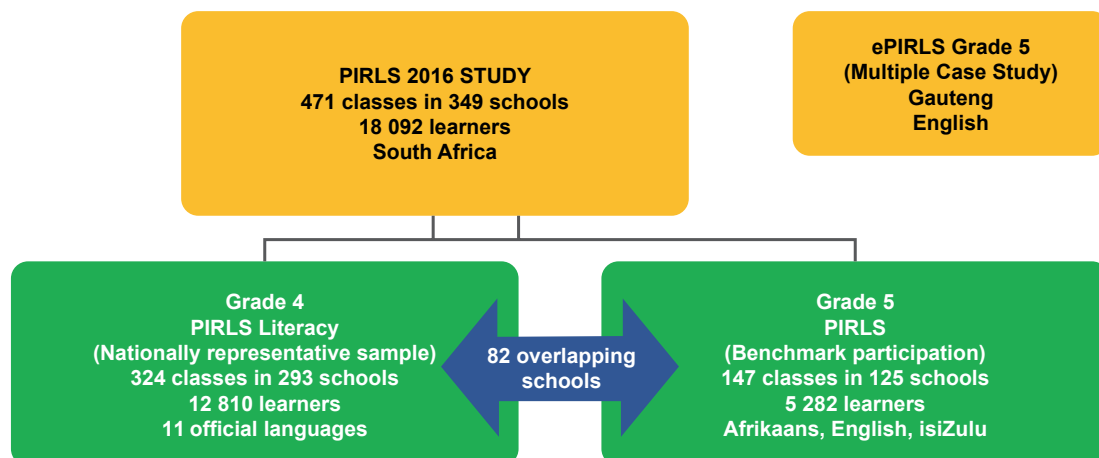 PIRLS 2016 STUDY
471 classes in 349 schools
18 092 learners
South Africa
ePIRLS Grade 5
(Multiple Case Study)
Gauteng
English
Grade 4
PIRLS Literacy
(Nationally representative sample)
324 classes in 293 schools
12 810 learners
11 official languages
82 overlapping
schools
Grade 5
PIRLS
(Benchmark participation)
147 classes in 125 schools
5 282 learners
Afrikaans, English, isiZulu